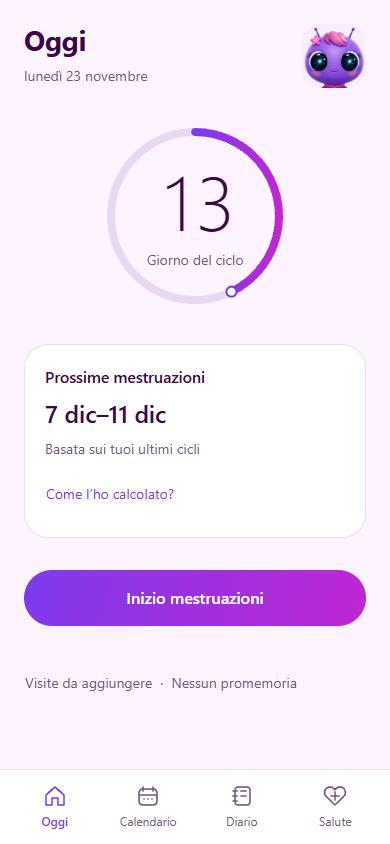 Oggi
lunedì 23 novembre
13
Giorno del ciclo
Prossime mestruazioni
7 dic–11 dic
Basata sui tuoi ultimi cicli
Come l’ho calcolato?
Inizio mestruazioni
Visite da aggiungere · Nessun promemoria
Oggi
Calendario
Diario
Salute